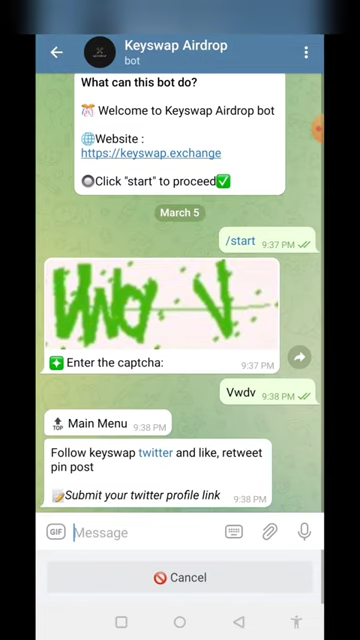 Keyswap Airdrop
bot
What can this bot do?
🎊 Welcome to Keyswap Airdrop bot
🌐Website :
https://keyswap.exchange
🔘Click "start" to proceed✅
March 5
/start 9:37 PM
❇️ Enter the captcha: 9:37 PM
Vwdv 9:38 PM
🔝 Main Menu 9:38 PM
Follow keyswap twitter and like, retweet
pin post
📝Submit your twitter profile link 9:38 PM
GIF Message
🚫 Cancel